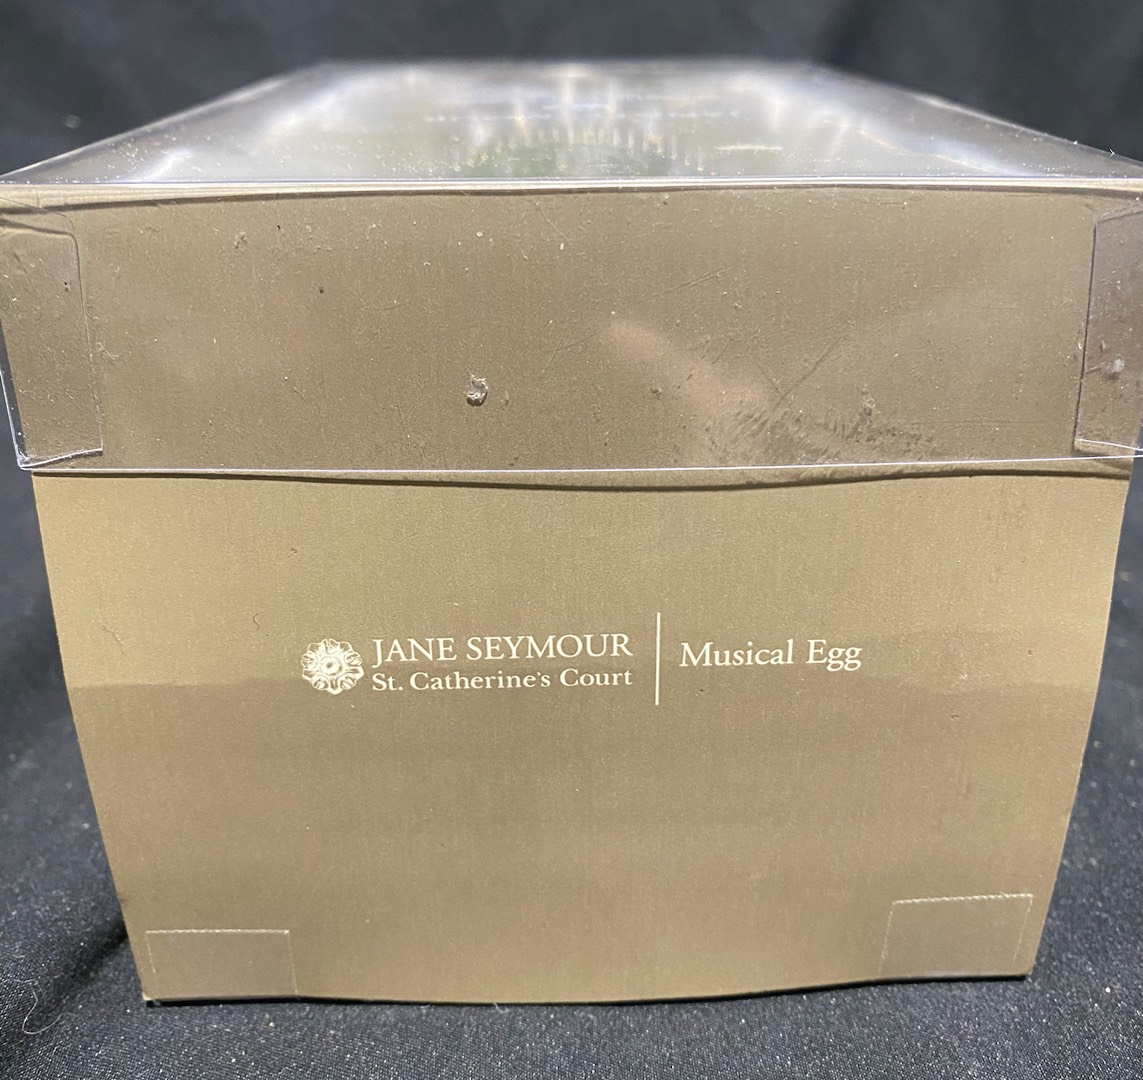 JANE SEYMOUR
St. Catherine's Court
Musical Egg